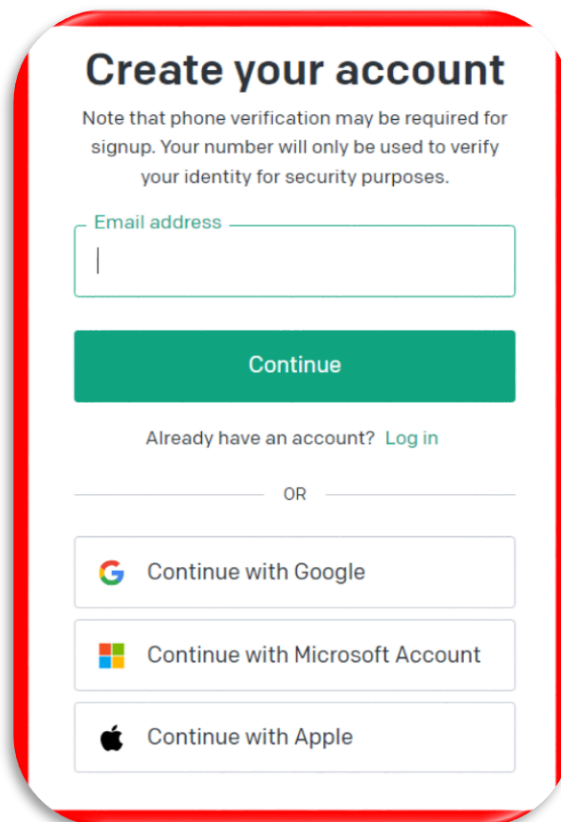 Create your account
Note that phone verification may be required for
signup. Your number will only be used to verify
your identity for security purposes.
Email address
Continue
Already have an account? Log in
OR
Continue with Google
Continue with Microsoft Account
Continue with Apple